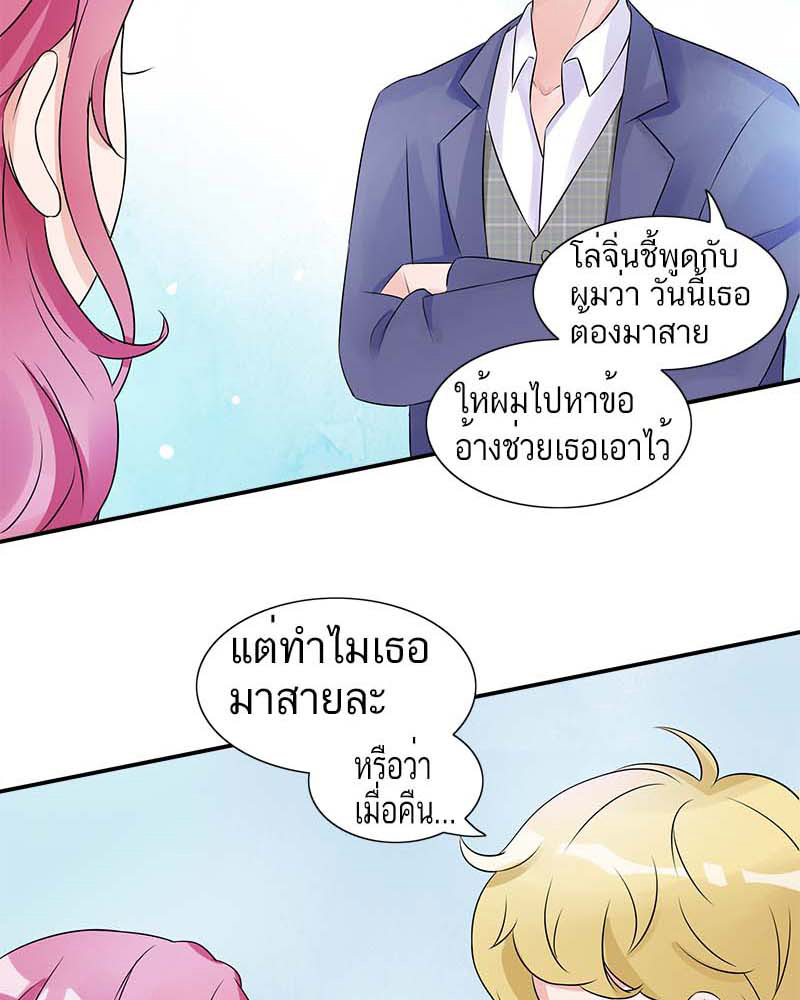 โล่จิ่นชี้พูดกับ
ผมว่า วันนี้เธอ
ต้องมาสาย
ให้ผมไปหาข้อ
อ้างช่วยเธอเอาไว้
แต่ทำไมเธอ
มาสายละ
หรือว่า
เมื่อคืน...